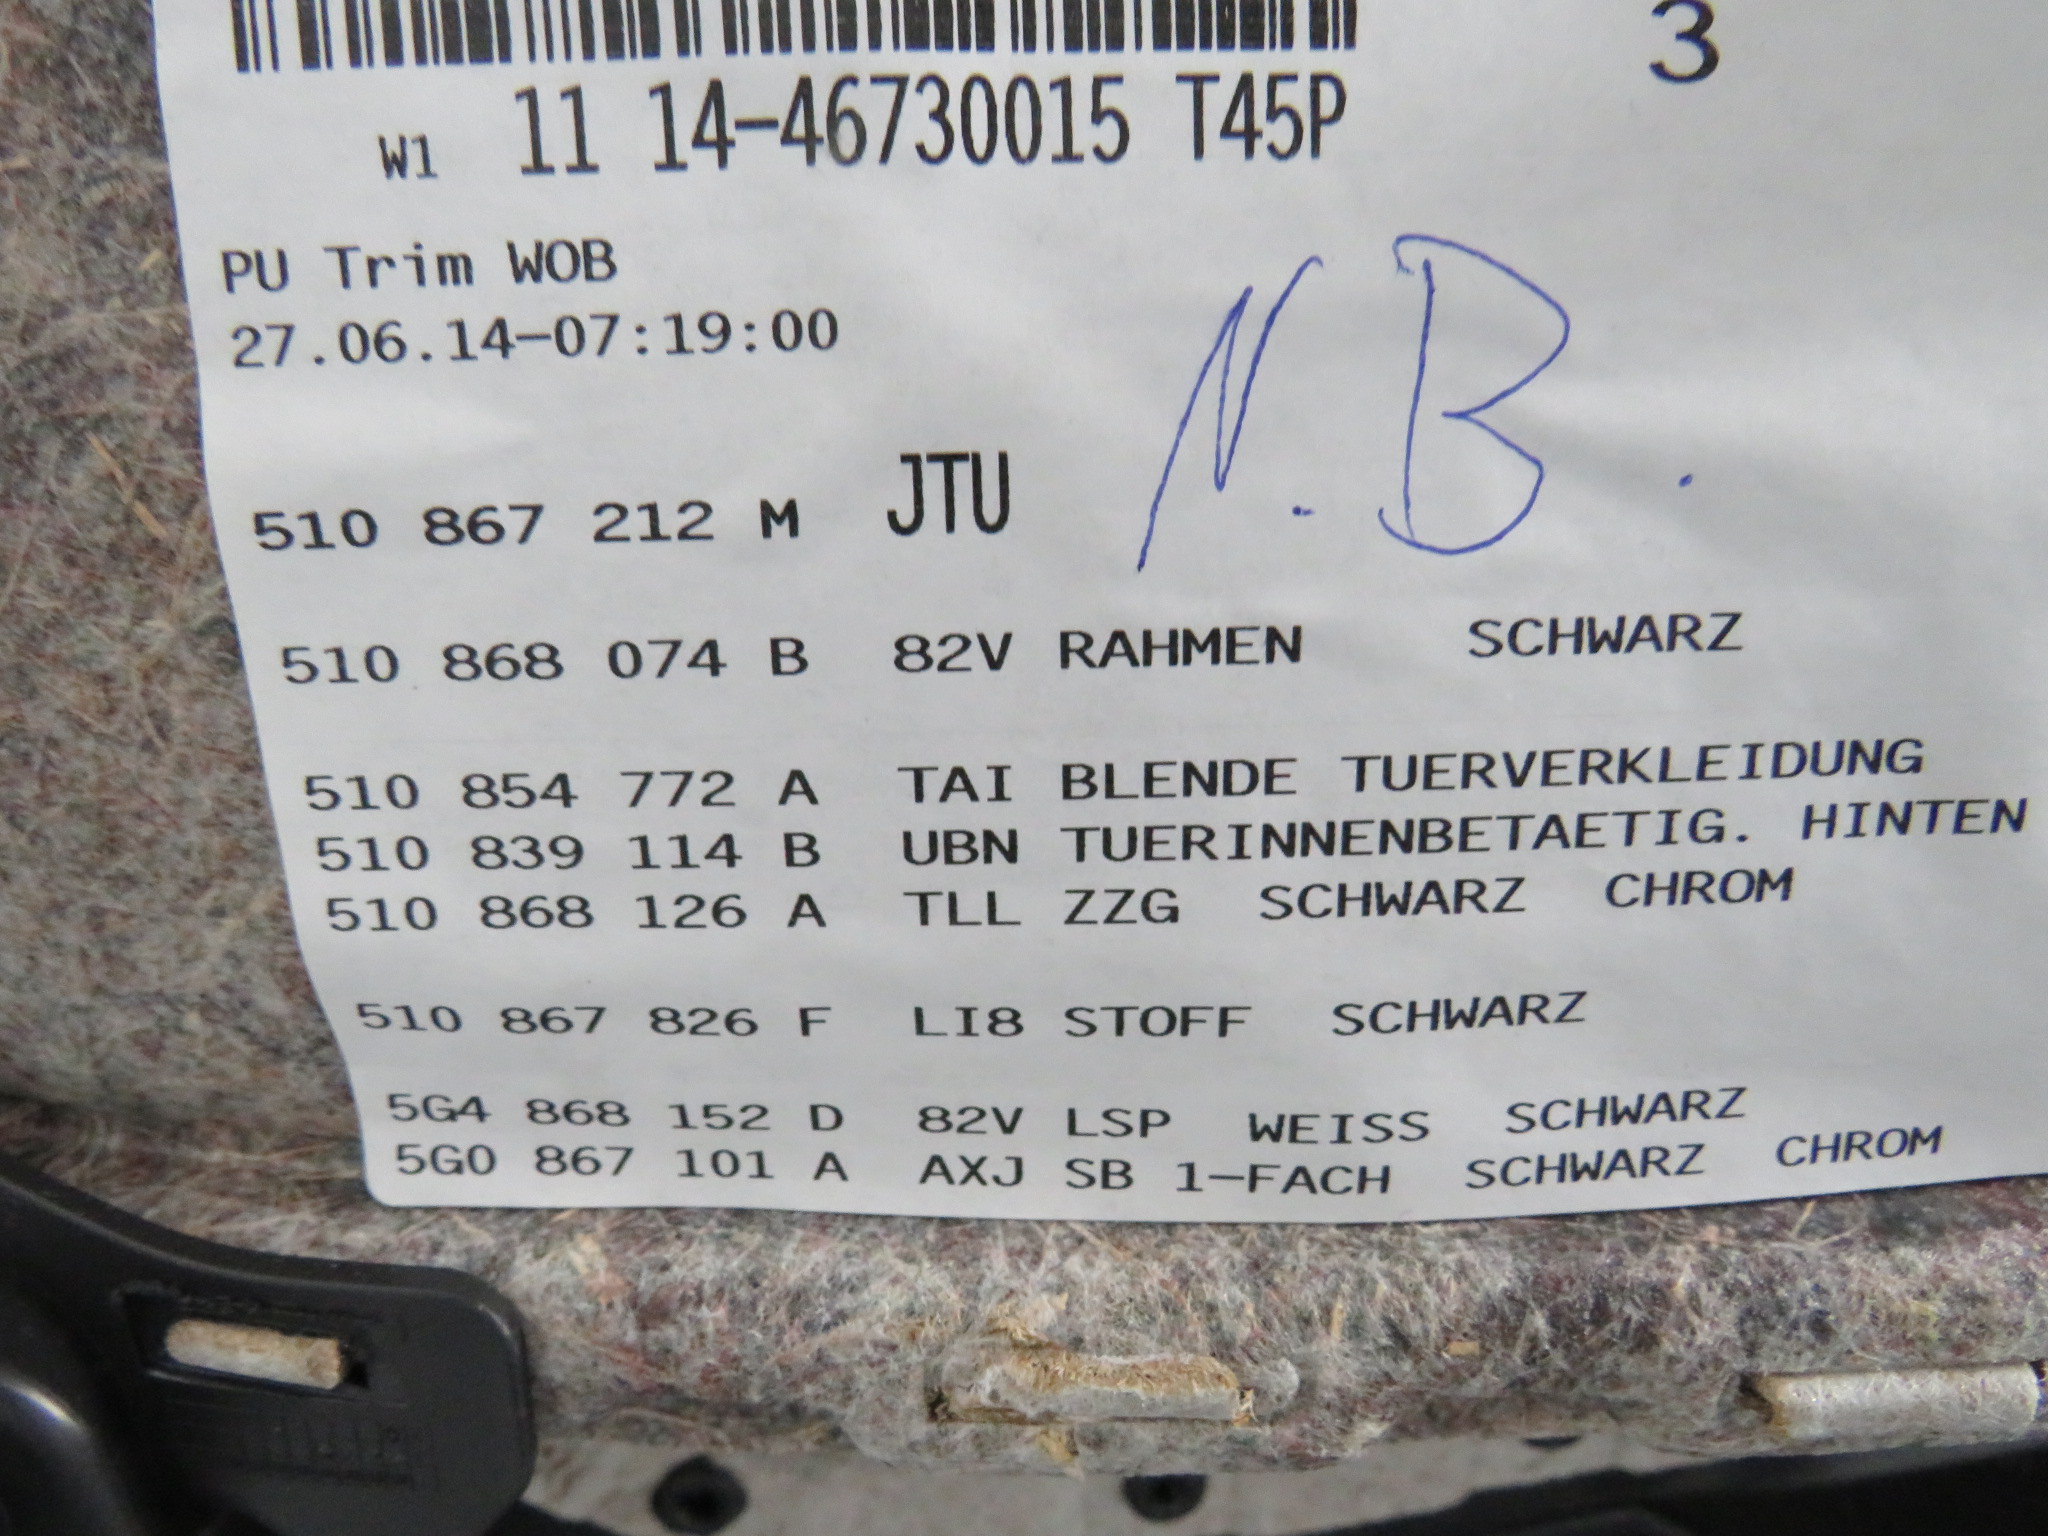 3
W1 11 14-46730015 T45P
PU Trim WOB
27.06.14-07:19:00
N. B.
510 867 212 M JTU
510 868 074 B 82V RAHMEN SCHWARZ
510 854 772 A TAI BLENDE TUERVERKLEIDUNG
510 839 114 B UBN TUERINNENBETAETIG. HINTEN
510 868 126 A TLL ZZG SCHWARZ CHROM
510 867 826 F LI8 STOFF SCHWARZ
5G4 868 152 D 82V LSP WEISS SCHWARZ
5G0 867 101 A AXJ SB 1-FACH SCHWARZ CHROM